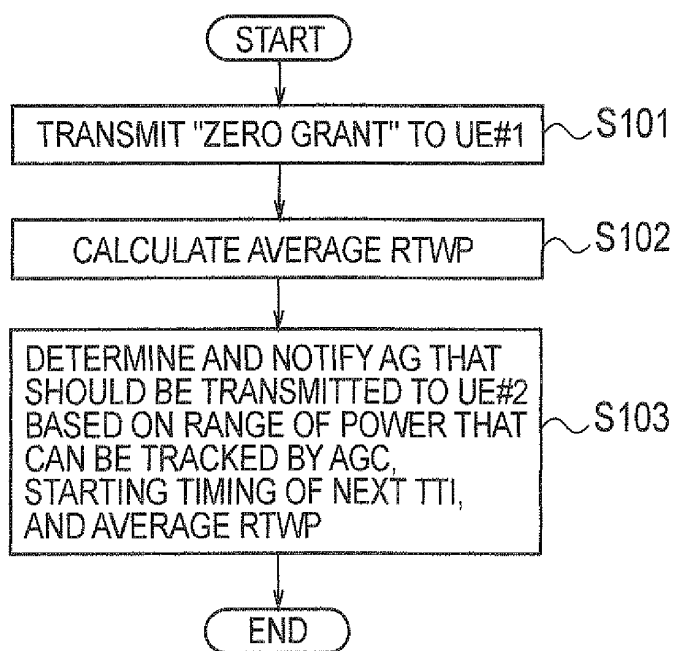 START
TRANSMIT "ZERO GRANT" TO UE#1
S101
CALCULATE AVERAGE RTWP
S102
DETERMINE AND NOTIFY AG THAT
SHOULD BE TRANSMITTED TO UE#2
BASED ON RANGE OF POWER THAT
CAN BE TRACKED BY AGC,
STARTING TIMING OF NEXT TTI,
AND AVERAGE RTWP
S103
END